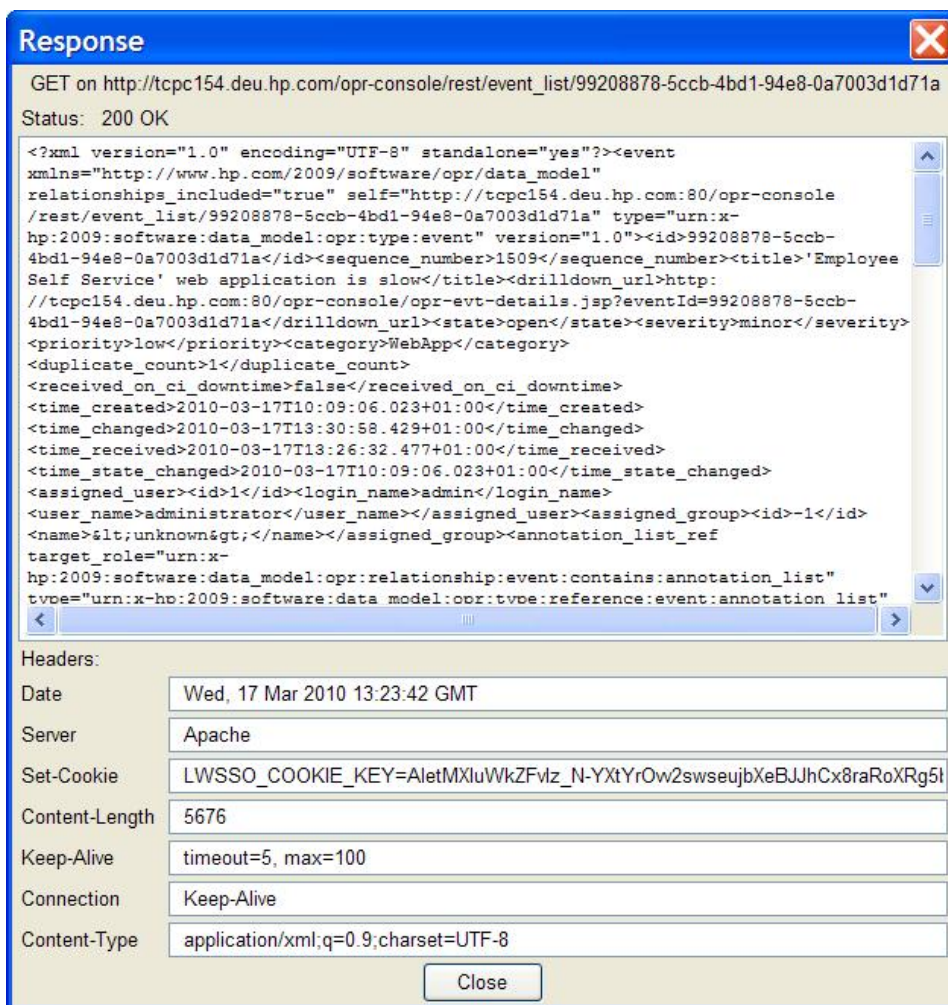 Response
GET on http://tcpc154.deu.hp.com/opr-console/rest/event_list/99208878-5ccb-4bd1-94e8-0a7003d1d71a
Status: 200 OK
<?xml version="1.0" encoding="UTF-8" standalone="yes"?><event
xmlns="http://www.hp.com/2009/software/opr/data_model"
relationships_included="true" self="http://tcpc154.deu.hp.com:80/opr-console
/rest/event_list/99208878-5ccb-4bd1-94e8-0a7003d1d71a" type="urn:x-
hp:2009:software:data_model:opr:type:event" version="1.0"><id>99208878-5ccb-
4bd1-94e8-0a7003d1d71a</id><sequence_number>1509</sequence_number><title>'Employee
Self Service' web application is slow</title><drilldown_url>http:
//tcpc154.deu.hp.com:80/opr-console/opr-evt-details.jsp?eventId=99208878-5ccb-
4bd1-94e8-0a7003d1d71a</drilldown_url><state>open</state><severity>minor</severity>
<priority>low</priority><category>WebApp</category>
<duplicate_count>1</duplicate_count>
<received_on_ci_downtime>false</received_on_ci_downtime>
<time_created>2010-03-17T10:09:06.023+01:00</time_created>
<time_changed>2010-03-17T13:30:58.429+01:00</time_changed>
<time_received>2010-03-17T13:26:32.477+01:00</time_received>
<time_state_changed>2010-03-17T10:09:06.023+01:00</time_state_changed>
<assigned_user><id>1</id><login_name>admin</login_name>
<user_name>administrator</user_name></assigned_user><assigned_group><id>-1</id>
<name>&lt;unknown&gt;</name></assigned_group><annotation_list_ref
target_role="urn:x-
hp:2009:software:data_model:opr:relationship:event:contains:annotation_list"
type="urn:x-hp:2009:software:data_model:opr:type:reference:event:annotation_list"
Headers:
Date Wed, 17 Mar 2010 13:23:42 GMT
Server Apache
Set-Cookie LWSSO_COOKIE_KEY=AletMXIuWkZFvIz_N-YXtYrOw2swseujbXeBJJhCx8raRoXRg5
Content-Length 5676
Keep-Alive timeout=5, max=100
Connection Keep-Alive
Content-Type application/xml;q=0.9;charset=UTF-8
Close